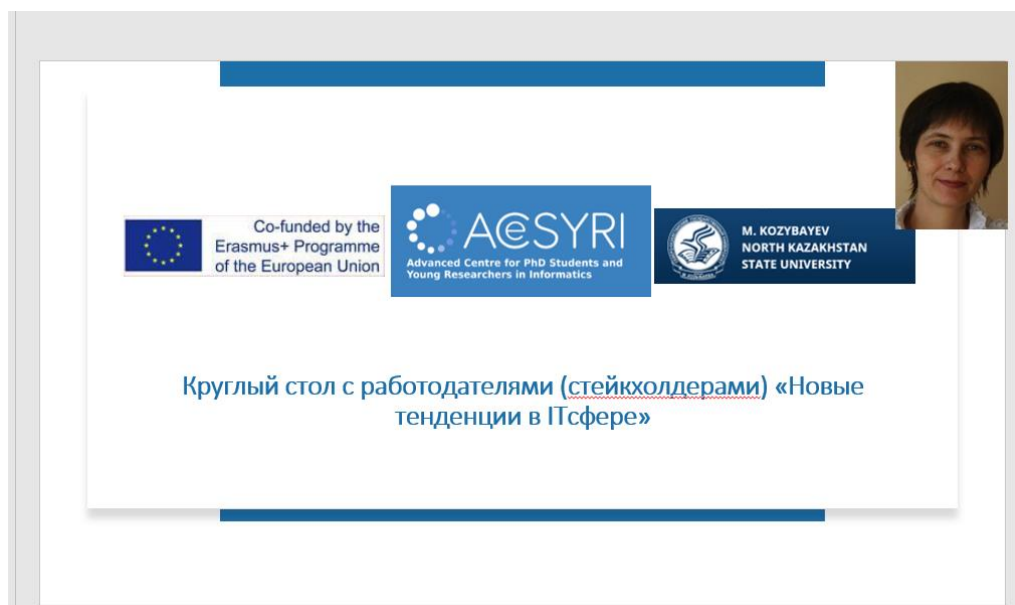 Co-funded by the
Erasmus+ Programme
of the European Union
ACeSYRI
Advanced Centre for PhD Students and
Young Researchers in Informatics
M. KOZYBAYEV
NORTH KAZAKHSTAN
STATE UNIVERSITY
Круглый стол с работодателями (стейкхолдерами) «Новые
тенденции в ITсфере»